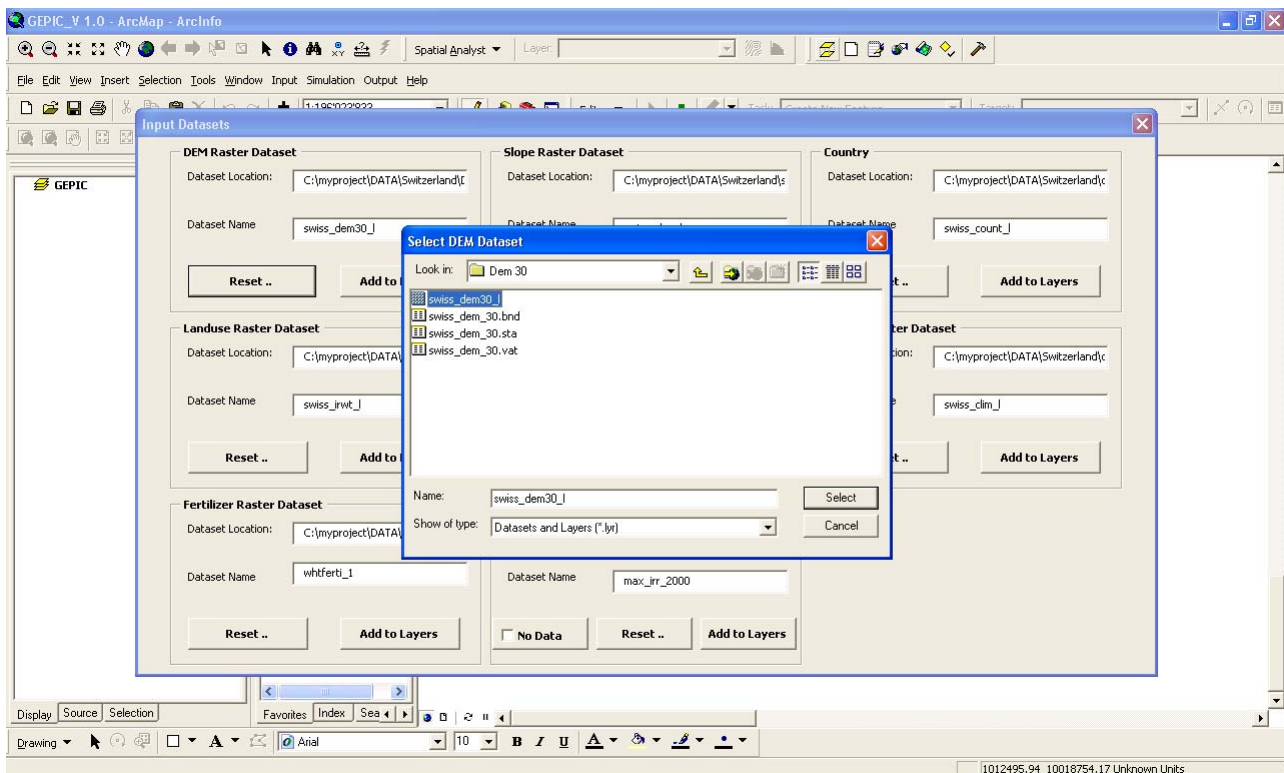 GEPIC_V 1.0 - ArcMap - ArcInfo
Spatial Analyst
Layer:
File Edit View Insert Selection Tools Window Input Simulation Output Help
Input Datasets
DEM Raster Dataset
Dataset Location:
C:\myproject\DATA\Switzerland\
Dataset Name
swiss_dem30_l
Reset ..
Add to
Slope Raster Dataset
Dataset Location:
C:\myproject\DATA\Switzerland\s
Dataset Name
Country
Dataset Location:
C:\myproject\DATA\Switzerland\c
Dataset Name
swiss_count_l
Add to Layers
GEPIC
Select DEM Dataset
Look in:
Dem 30
swiss_dem30_l
swiss_dem_30.bnd
swiss_dem_30.sta
swiss_dem_30.vat
Name:
swiss_dem30_l
Select
Show of type:
Datasets and Layers (*.lyr)
Cancel
Landuse Raster Dataset
Dataset Location:
C:\myproject\DATA\
Dataset Name
swiss_irwt_l
Reset ..
Add to
ter Dataset
tion:
C:\myproject\DATA\Switzerland\c
swiss_clim_l
Add to Layers
Fertilizer Raster Dataset
Dataset Location:
C:\myproject\DATA\
Dataset Name
whtferti_1
Reset ..
Add to Layers
Dataset Name
max_irr_2000
No Data
Reset ..
Add to Layers
Display Source Selection
Favorites Index Sea
Drawing
Arial
10
B I U A
1012495.94 10018754.17 Unknown Units